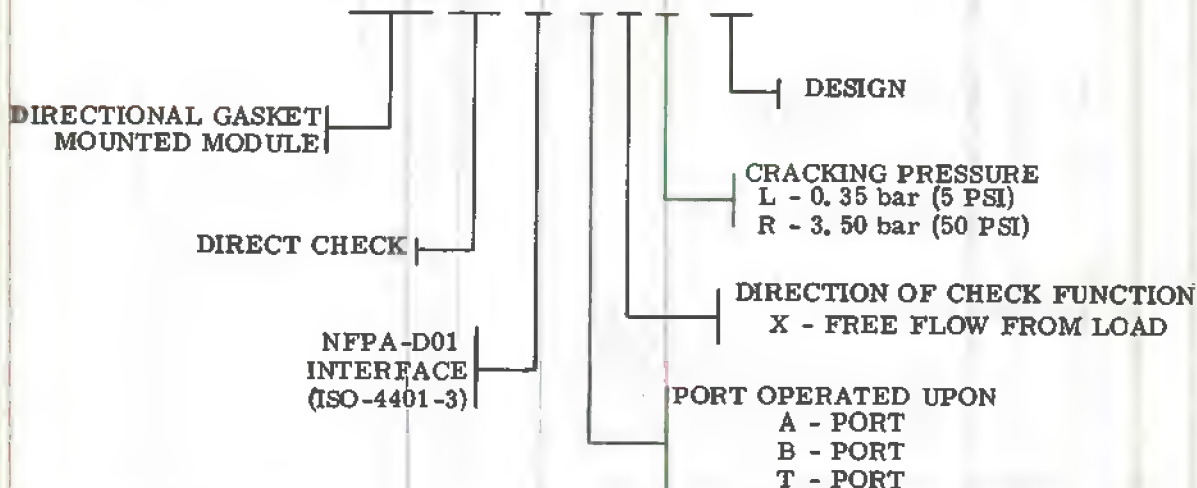 DESIGN
DIRECTIONAL GASKET
MOUNTED MODULE
CRACKING PRESSURE
L - 0.35 bar (5 PSI)
R - 3.50 bar (50 PSI)
DIRECT CHECK
DIRECTION OF CHECK FUNCTION
X - FREE FLOW FROM LOAD
NFPA-D01
INTERFACE
(ISO-4401-3)
PORT OPERATED UPON
A - PORT
B - PORT
T - PORT